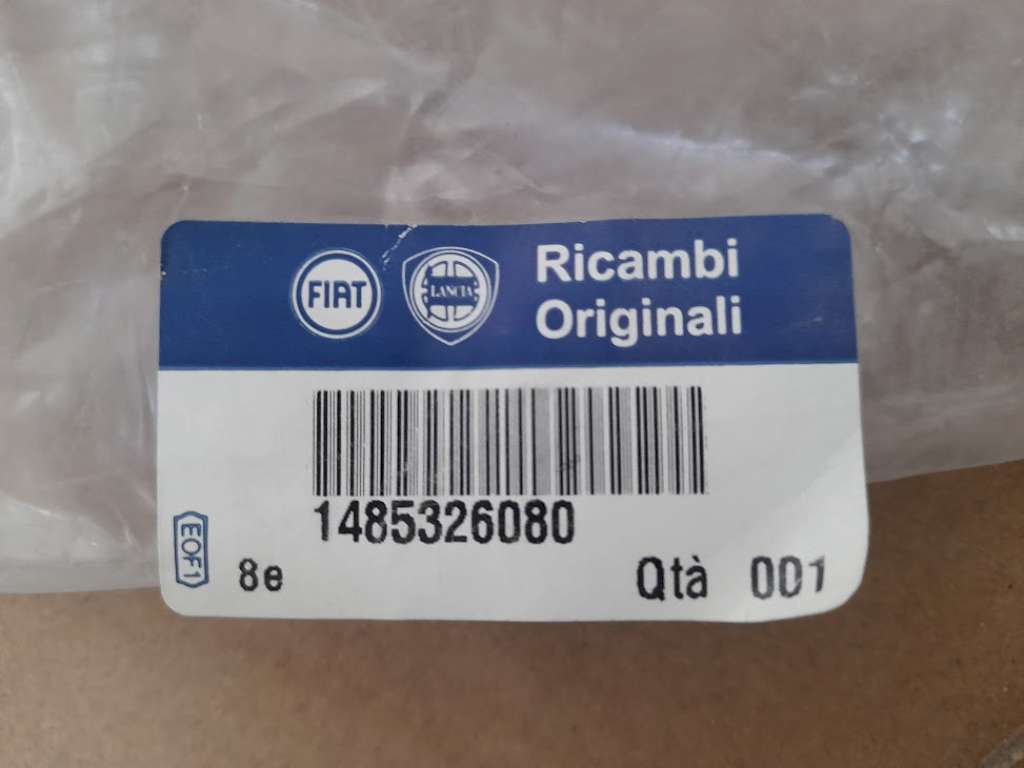 FIAT
LANCIA
Ricambi
Originali
1485326080
EOF1
8e
Qtà 001